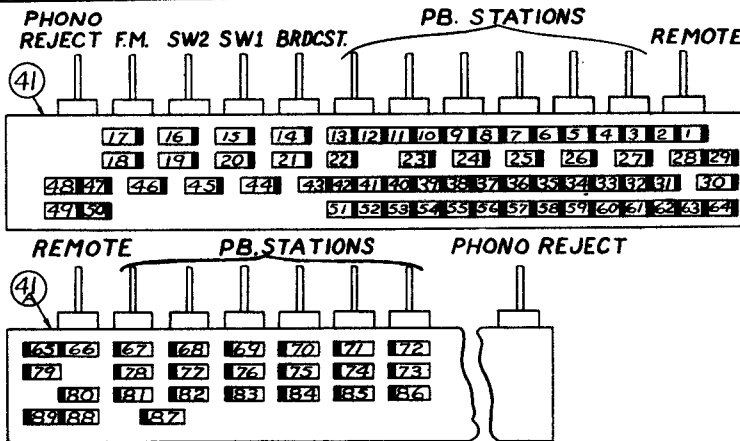 PHONO REJECT F.M. SW2 SW1 BRDCST. PB. STATIONS REMOTE
41
17 16 15 14 13 12 11 10 9 8 7 6 5 4 3 2 1
18 19 20 21 22 23 24 25 26 27 28 29
48 47 46 45 44 43 42 41 40 39 38 37 36 35 34 33 32 31 30
49 50 51 52 53 54 55 56 57 58 59 60 61 62 63 64
REMOTE PB. STATIONS PHONO REJECT
41A
65 66 67 68 69 70 71 72
79 78 77 76 75 74 73
80 81 82 83 84 85 86
89 88 87